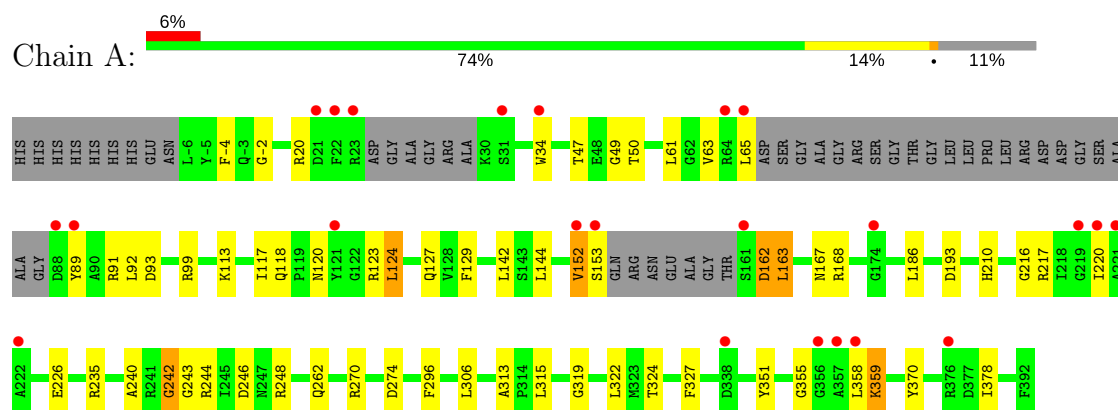 6%
Chain A:
74% 14% • 11%
HIS HIS HIS HIS HIS HIS GLU ASN L-6 Y-5 F-4 Q-3 G-2 R20 D21 F22 R23 ASP GLY ALA GLY ARG ALA K30 S31 W34 T47 E48 G49 T50 L61 G62 V63 R64 L65 ASP SER GLY ALA GLY ARG SER GLY THR GLY LEU LEU PRO LEU ARG ASP ASP GLY SER ALA
ALA GLY D88 Y89 A90 R91 L92 D93 R99 K113 I117 Q118 P119 N120 Y121 G122 R123 L124 Q127 V128 F129 L142 S143 L144 V152 S153 GLN ARG ASN GLU ALA GLY THR S161 D162 L163 N167 R168 G174 L186 D193 H210 G216 R217 I218 G219 I220 A221
A222 E226 R235 A240 R241 G242 G243 R244 I245 D246 N247 R248 Q262 R270 D274 F296 L306 A313 P314 L315 G319 L322 M323 T324 F327 D338 Y351 G355 G356 A357 L358 K359 Y370 R376 D377 I378 F392